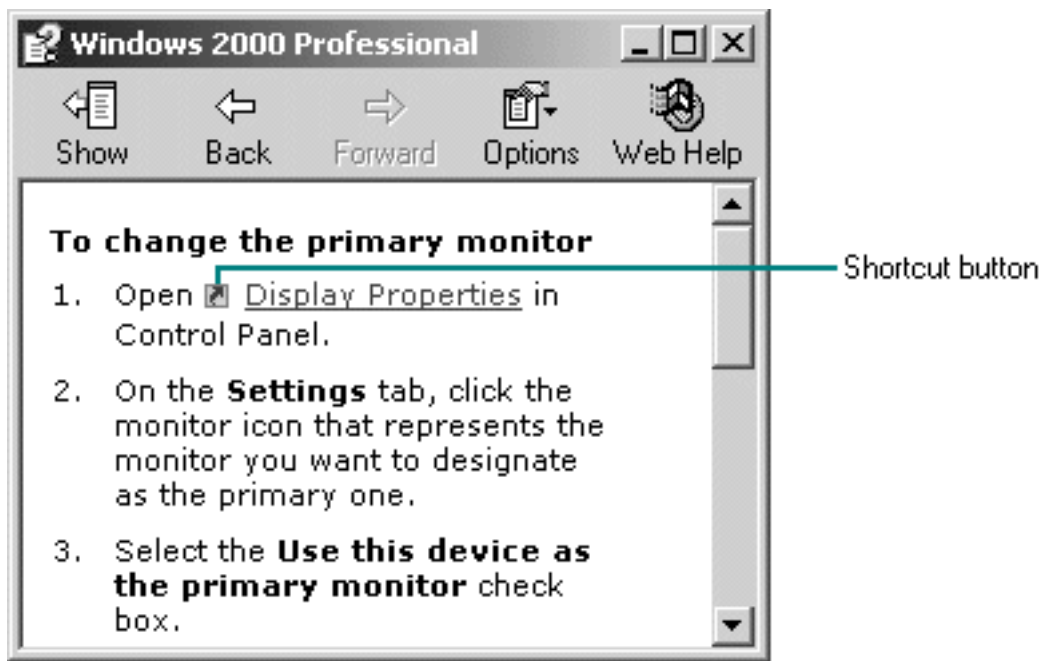 Windows 2000 Professional
Show Back Forward Options Web Help
To change the primary monitor
Shortcut button
1. Open Display Properties in
Control Panel.
2. On the Settings tab, click the
monitor icon that represents the
monitor you want to designate
as the primary one.
3. Select the Use this device as
the primary monitor check
box.